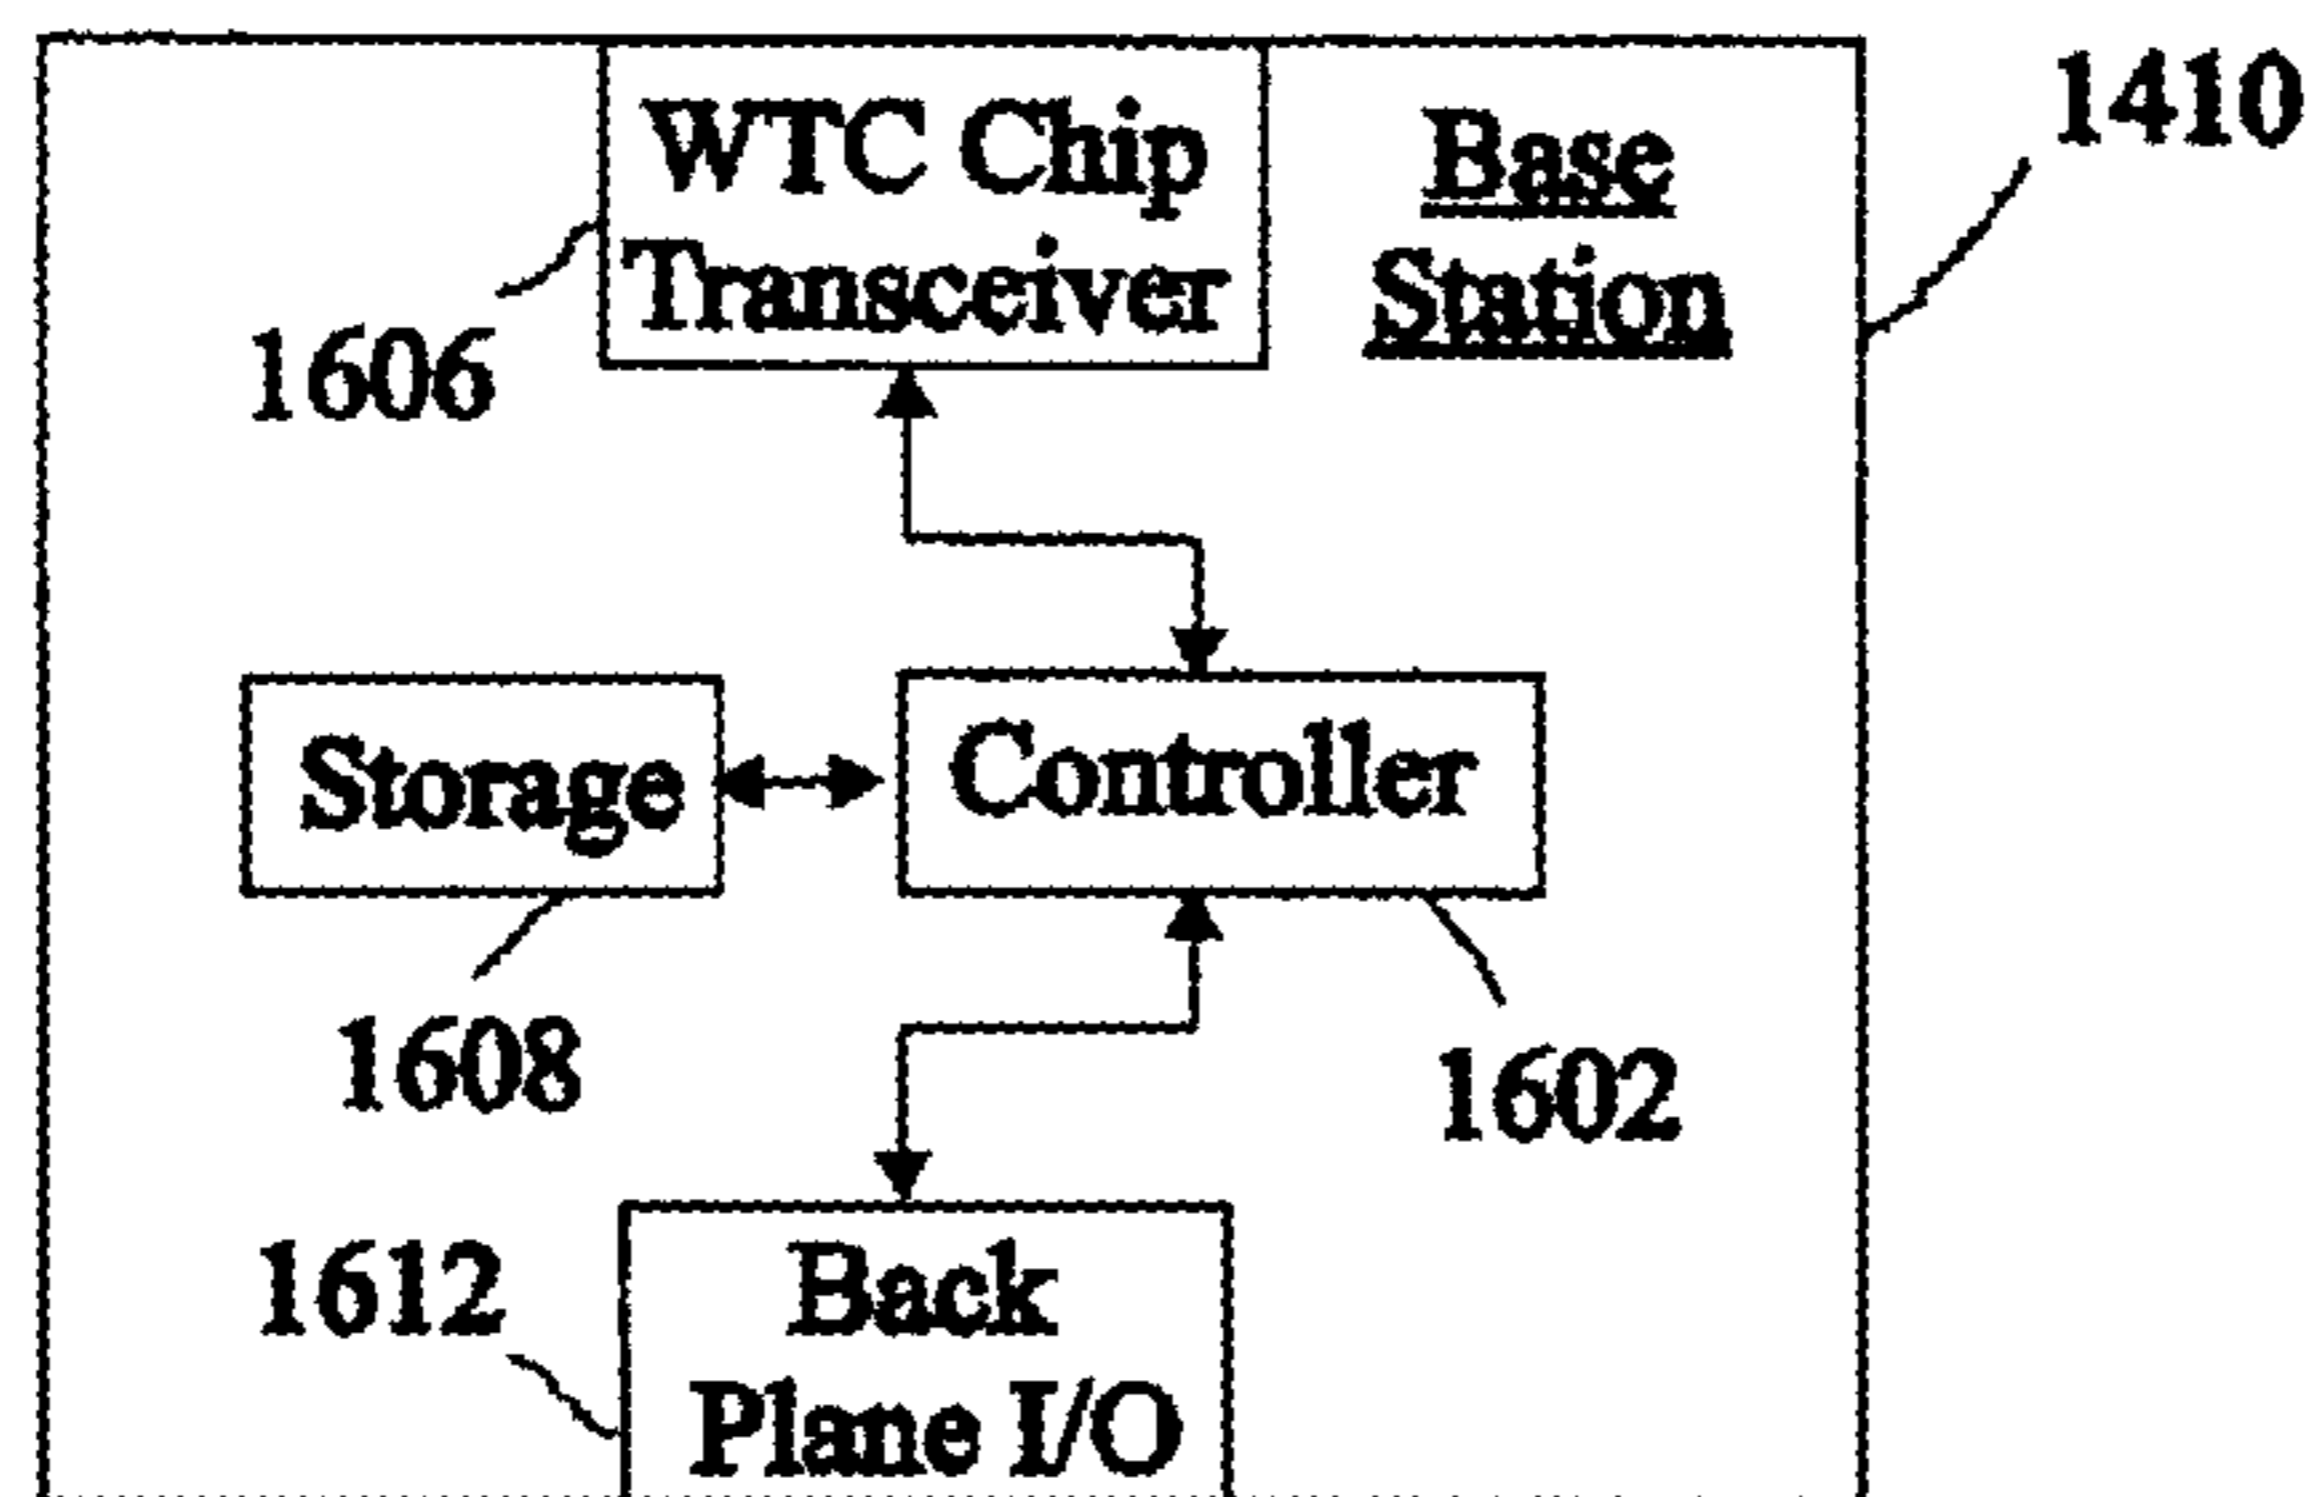 WTC Chip
Transceiver
Base
Station
1410
1606
Storage
Controller
1608
1602
1612
Back
Plane I/O